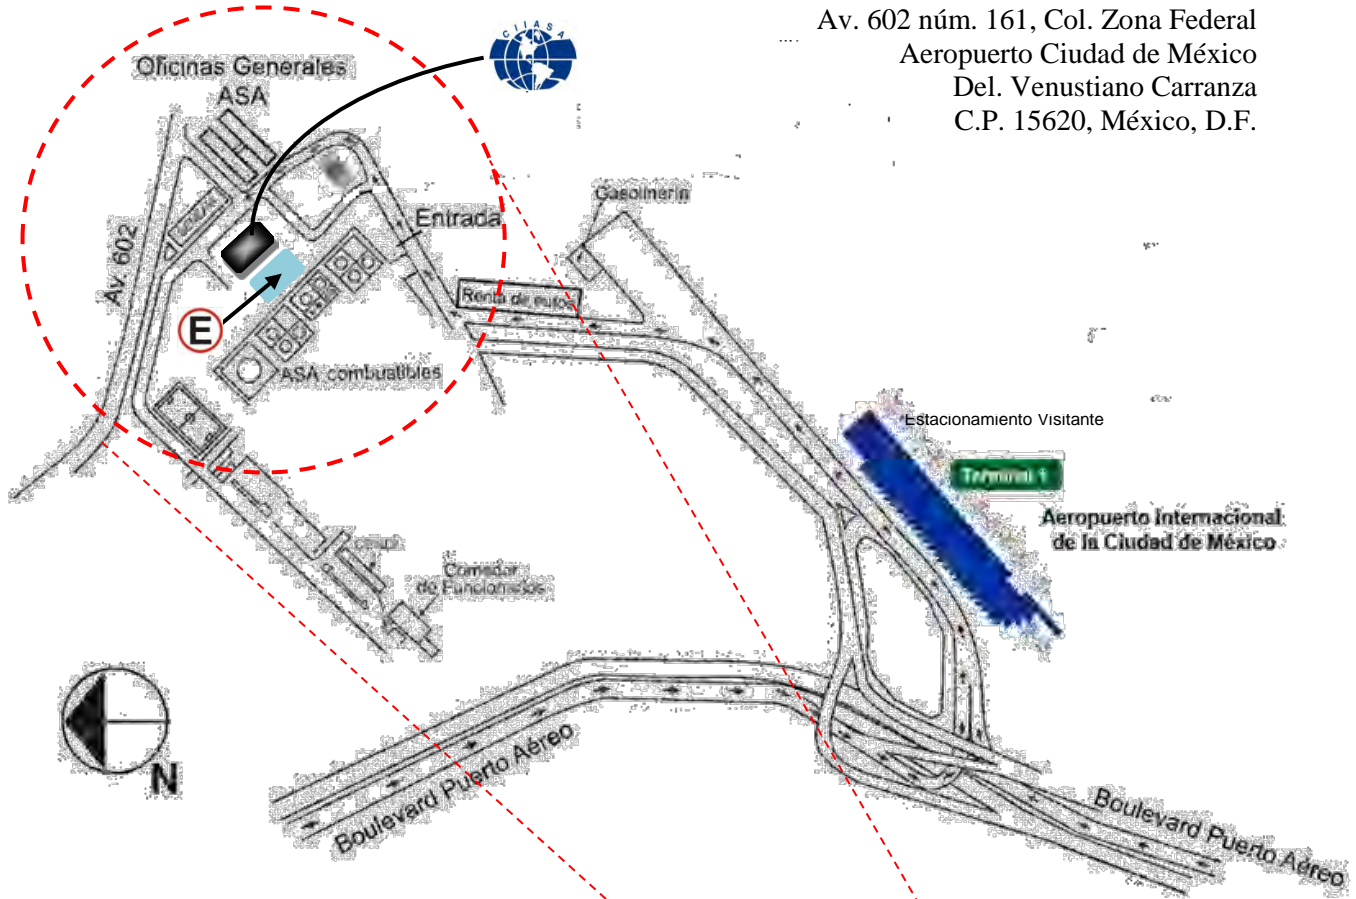 Av. 602 núm. 161, Col. Zona Federal
Aeropuerto Ciudad de México
Del. Venustiano Carranza
C.P. 15620, México, D.F.
CIIASA
Oficinas Generales
ASA
Av. 602
Entrada
Gasolinería
Renta de autos
E
ASA combustibles
Estacionamiento Visitante
Terminal 1
Aeropuerto Internacional
de la Ciudad de México
Comedor
de Funcionarios
N
Boulevard Puerto Aéreo
Boulevard Puerto Aéreo